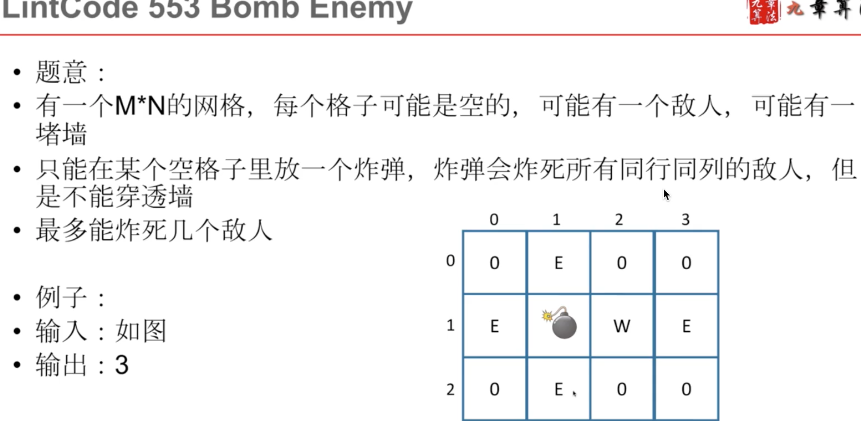 LintCode 553 Bomb Enemy
九章算法
九章算
• 题意：
• 有一个M*N的网格，每个格子可能是空的，可能有一个敌人，可能有一
堵墙
• 只能在某个空格子里放一个炸弹，炸弹会炸死所有同行同列的敌人，但
是不能穿透墙
• 最多能炸死几个敌人
• 例子：
• 输入：如图
• 输出：3
0 1 2 3
0 0 E 0 0
1 E W E
2 0 E 0 0